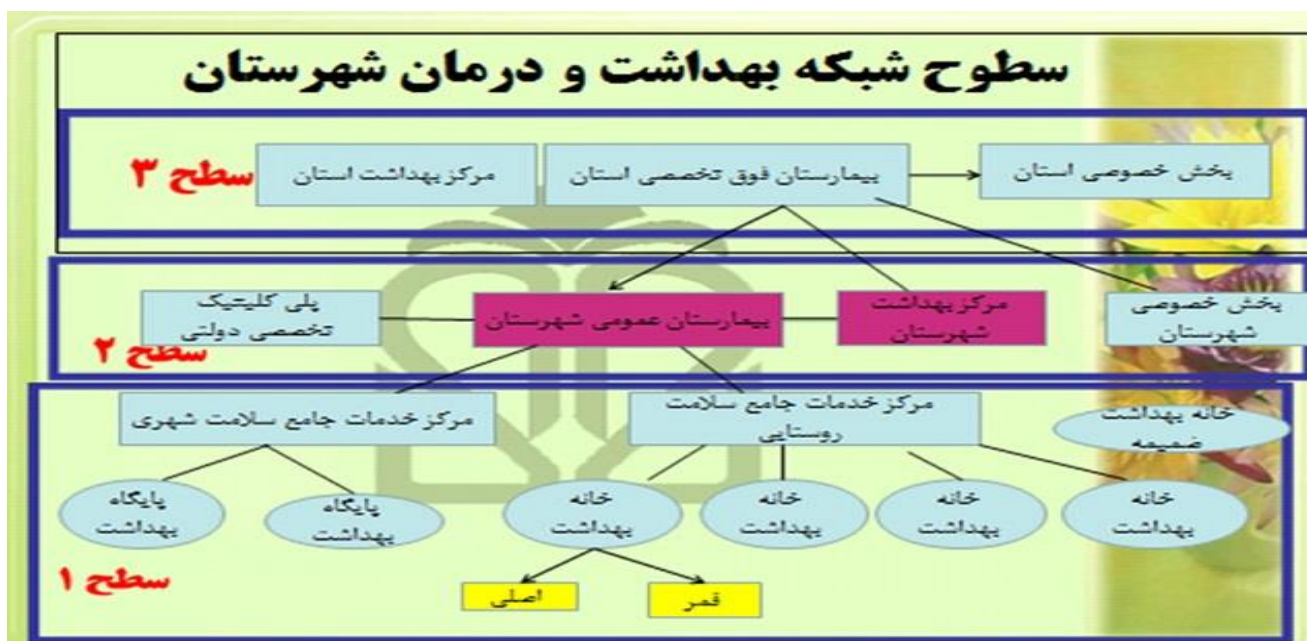 سطوح شبکه بهداشت و درمان شهرستان
بخش خصوصی استان
بیمارستان فوق تخصصی استان
مرکز بهداشت استان
سطح ۳
بخش خصوصی
شهرستان
مرکز بهداشت
شهرستان
بیمارستان عمومی شهرستان
پلی کلیتیک
تخصصی دولتی
سطح ۲
خانه بهداشت
ضمیمه
مرکز خدمات جامع سلامت
روستایی
مرکز خدمات جامع سلامت شهری
خانه
بهداشت
خانه
بهداشت
خانه
بهداشت
خانه
بهداشت
پایگاه
بهداشت
پایگاه
بهداشت
قمر
اصلی
سطح ۱